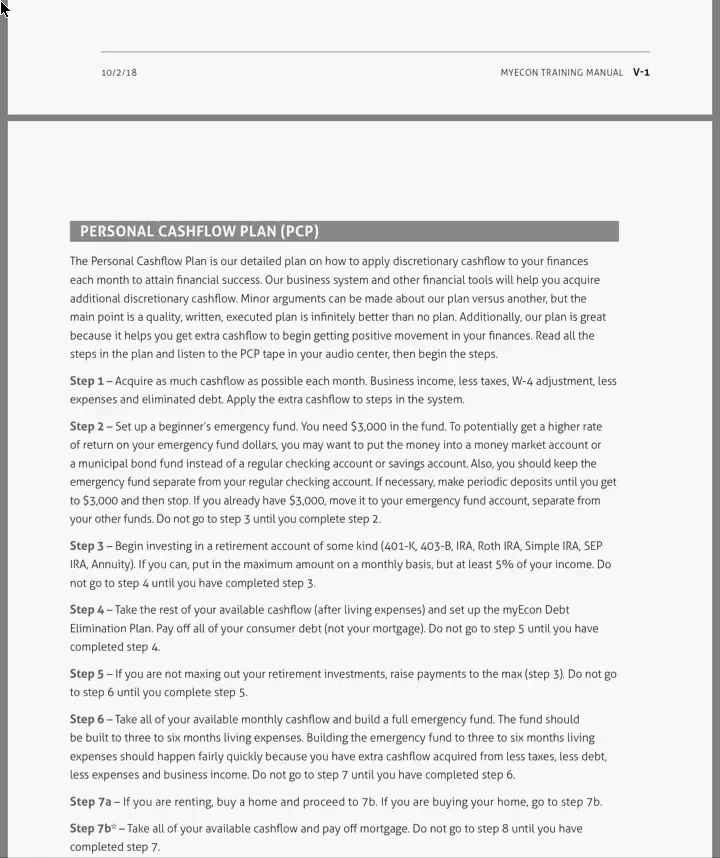 10/2/18 MYECON TRAINING MANUAL V-1
PERSONAL CASHFLOW PLAN (PCP)
The Personal Cashflow Plan is our detailed plan on how to apply discretionary cashflow to your finances
each month to attain financial success. Our business system and other financial tools will help you acquire
additional discretionary cashflow. Minor arguments can be made about our plan versus another, but the
main point is a quality, written, executed plan is infinitely better than no plan. Additionally, our plan is great
because it helps you get extra cashflow to begin getting positive movement in your finances. Read all the
steps in the plan and listen to the PCP tape in your audio center, then begin the steps.
Step 1 – Acquire as much cashflow as possible each month. Business income, less taxes, W-4 adjustment, less
expenses and eliminated debt. Apply the extra cashflow to steps in the system.
Step 2 – Set up a beginner's emergency fund. You need $3,000 in the fund. To potentially get a higher rate
of return on your emergency fund dollars, you may want to put the money into a money market account or
a municipal bond fund instead of a regular checking account or savings account. Also, you should keep the
emergency fund separate from your regular checking account. If necessary, make periodic deposits until you get
to $3,000 and then stop. If you already have $3,000, move it to your emergency fund account, separate from
your other funds. Do not go to step 3 until you complete step 2.
Step 3 – Begin investing in a retirement account of some kind (401-K, 403-B, IRA, Roth IRA, Simple IRA, SEP
IRA, Annuity). If you can, put in the maximum amount on a monthly basis, but at least 5% of your income. Do
not go to step 4 until you have completed step 3.
Step 4 – Take the rest of your available cashflow (after living expenses) and set up the myEcon Debt
Elimination Plan. Pay off all of your consumer debt (not your mortgage). Do not go to step 5 until you have
completed step 4.
Step 5 – If you are not maxing out your retirement investments, raise payments to the max (step 3). Do not go
to step 6 until you complete step 5.
Step 6 – Take all of your available monthly cashflow and build a full emergency fund. The fund should
be built to three to six months living expenses. Building the emergency fund to three to six months living
expenses should happen fairly quickly because you have extra cashflow acquired from less taxes, less debt,
less expenses and business income. Do not go to step 7 until you have completed step 6.
Step 7a – If you are renting, buy a home and proceed to 7b. If you are buying your home, go to step 7b.
Step 7b☆ – Take all of your available cashflow and pay off mortgage. Do not go to step 8 until you have
completed step 7.